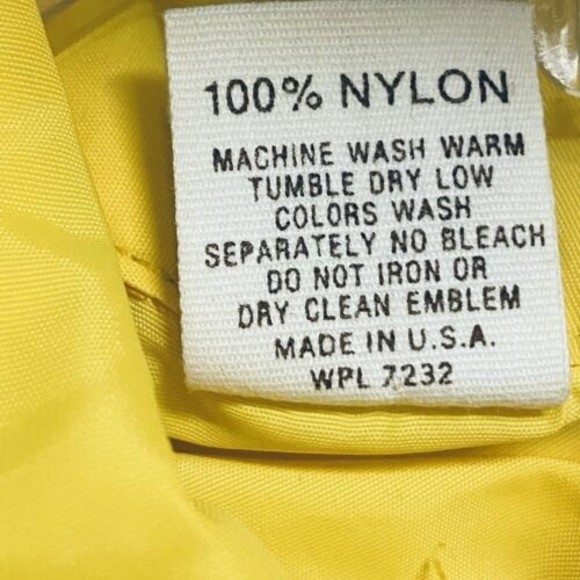 100% NYLON
MACHINE WASH WARM
TUMBLE DRY LOW
COLORS WASH
SEPARATELY NO BLEACH
DO NOT IRON OR
DRY CLEAN EMBLEM
MADE IN U.S.A.
WPL 7232